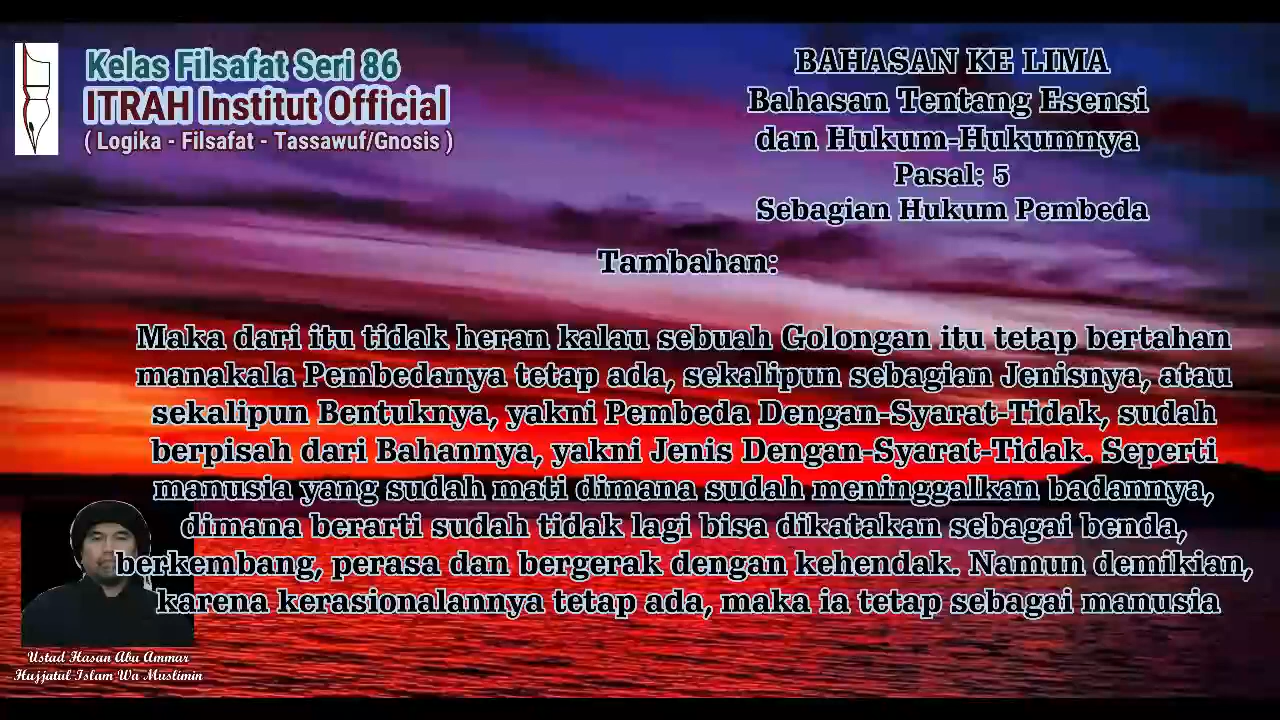 Kelas Filsafat Seri 86
ITRAH Institut Official
( Logika - Filsafat - Tassawuf/Gnosis )
BAHASAN KE LIMA
Bahasan Tentang Esensi
dan Hukum-Hukumnya
Pasal: 5
Sebagian Hukum Pembeda
Tambahan:
Maka dari itu tidak heran kalau sebuah Golongan itu tetap bertahan
manakala Pembedanya tetap ada, sekalipun sebagian Jenisnya, atau
sekalipun Bentuknya, yakni Pembeda Dengan-Syarat-Tidak, sudah
berpisah dari Bahannya, yakni Jenis Dengan-Syarat-Tidak. Seperti
manusia yang sudah mati dimana sudah meninggalkan badannya,
dimana berarti sudah tidak lagi bisa dikatakan sebagai benda,
berkembang, perasa dan bergerak dengan kehendak. Namun demikian,
karena kerasionalannya tetap ada, maka ia tetap sebagai manusia
Ustad Hasan Abu Ammar
Hujjatul Islam Wa Muslimin